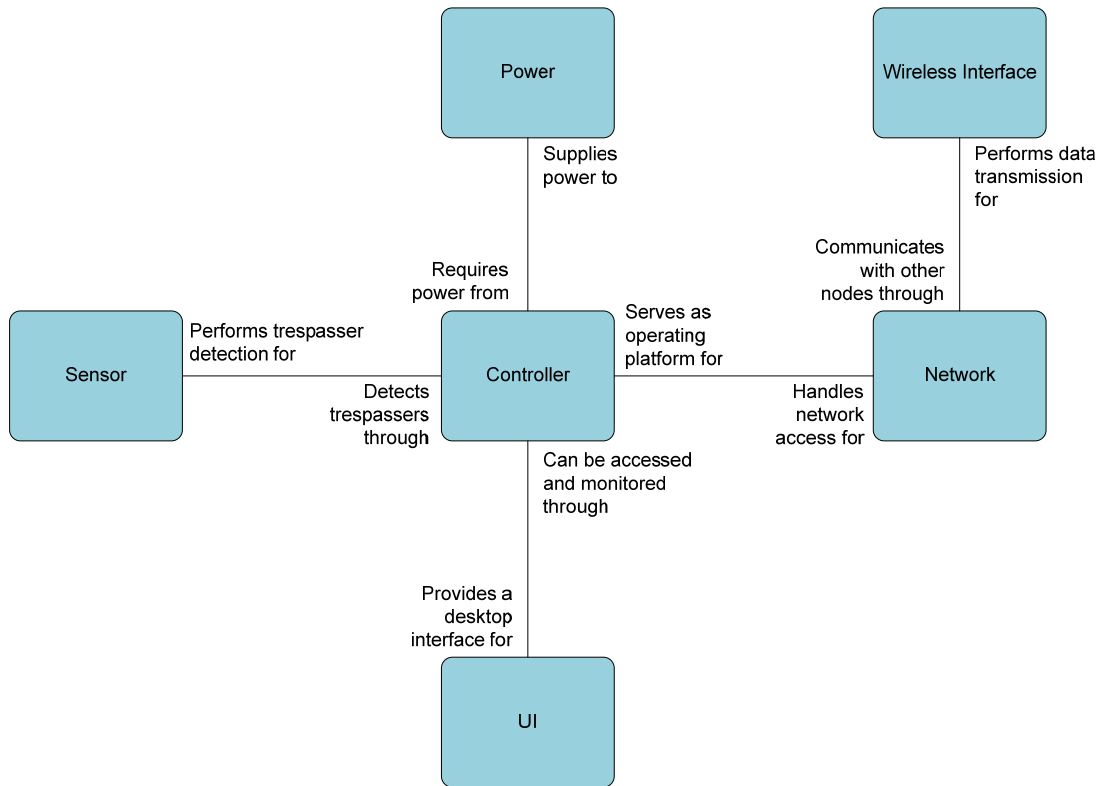 Power
Wireless Interface
Supplies
power to
Performs data
transmission
for
Requires
power from
Communicates
with other
nodes through
Sensor
Performs trespasser
detection for
Detects
trespassers
through
Controller
Serves as
operating
platform for
Handles
network
access for
Network
Can be accessed
and monitored
through
Provides a
desktop
interface for
UI